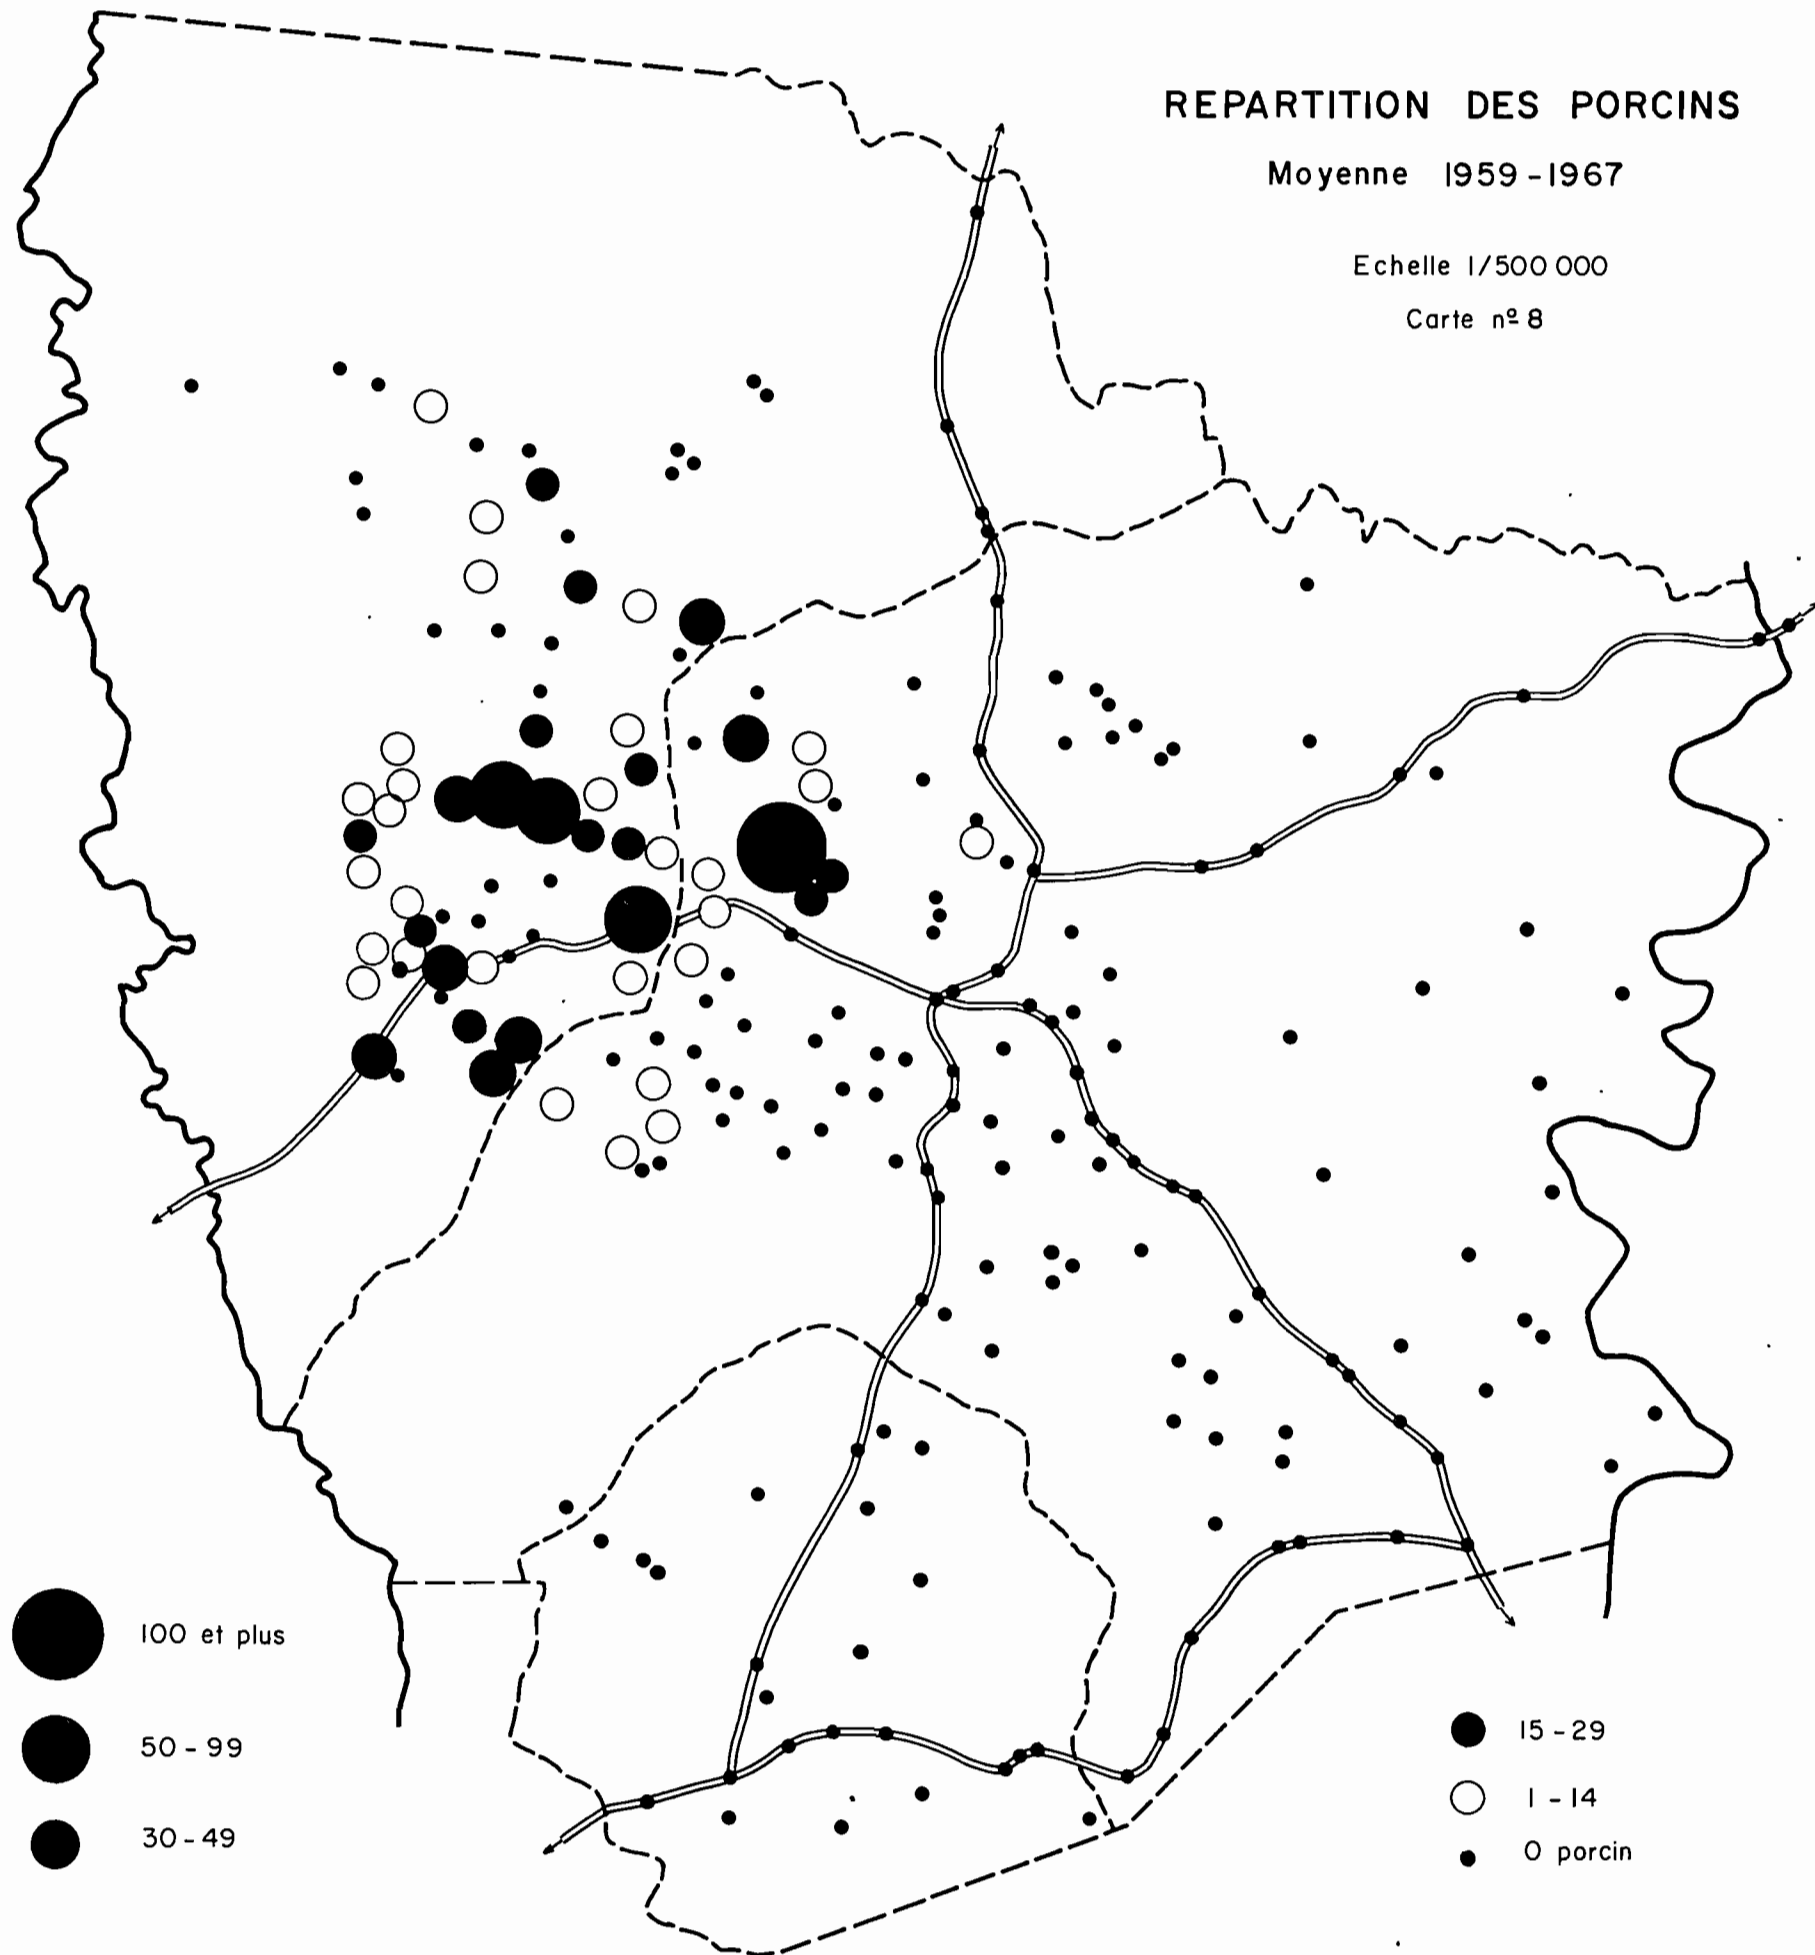 REPARTITION DES PORCINS
Moyenne 1959-1967
Echelle 1/500 000
Carte nº 8
100 et plus
50-99
30-49
15-29
1-14
0 porcin